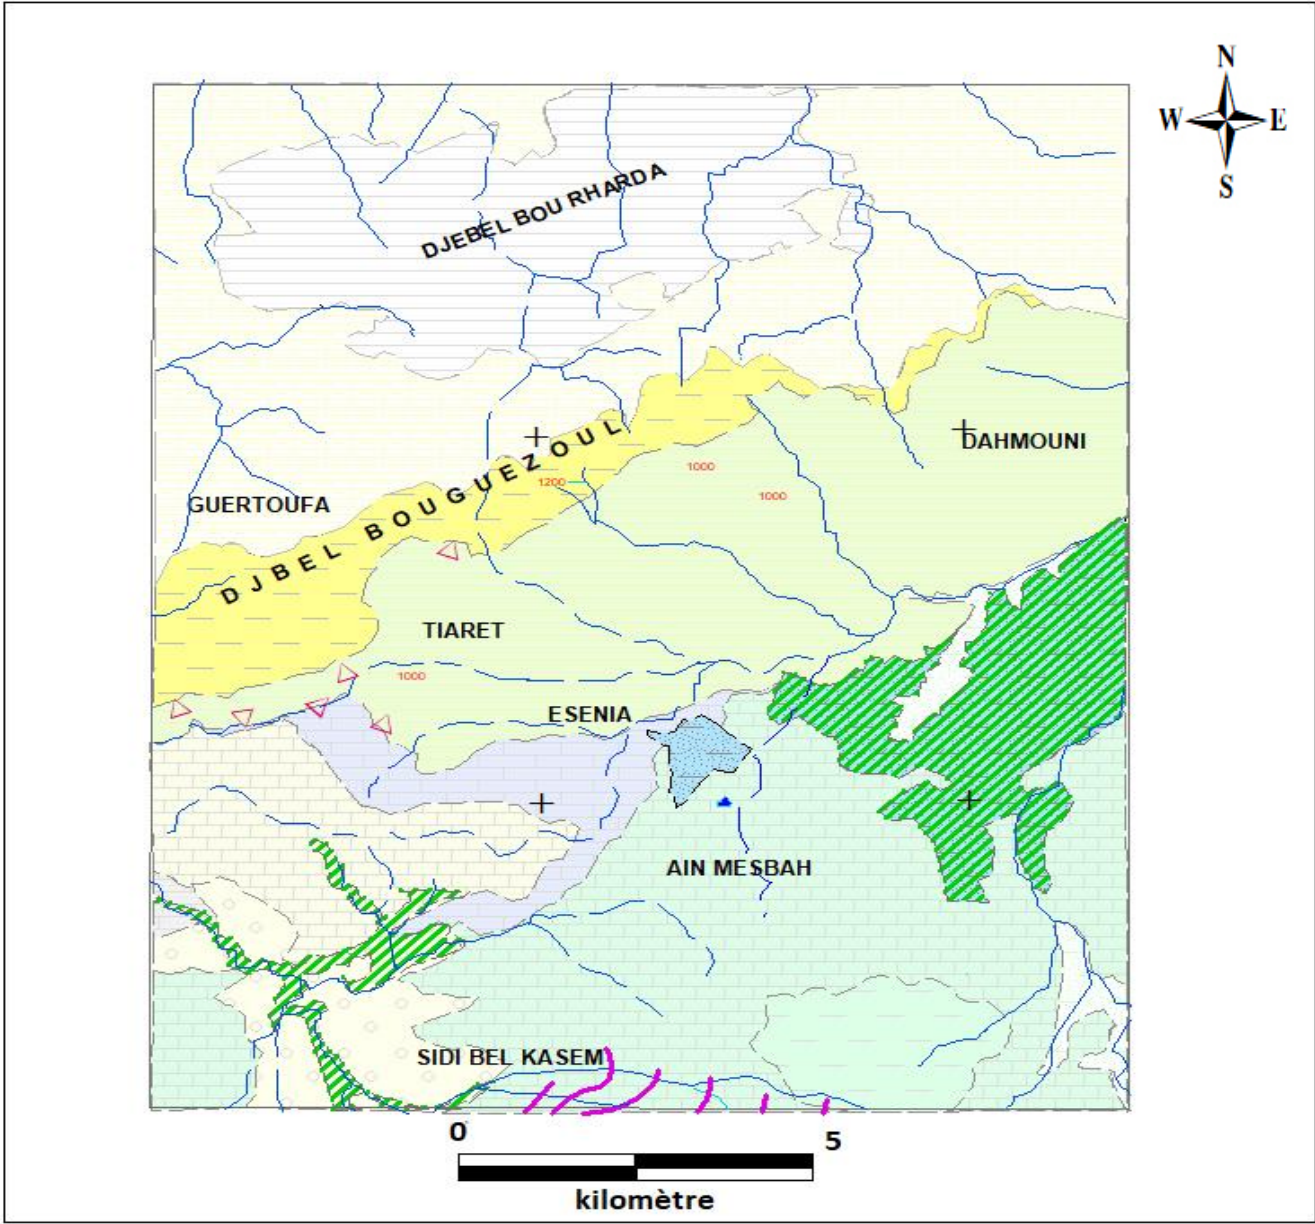 N
W E
S
DJEBEL BOU RHARDA
DAHMOUNI
1000
1200
1000
DJBEL BOUGUEZOUL
GUERTOUFA
TIARET
1000
ESENIA
AIN MESBAH
SIDI BEL KASEM
0 5
kilomètre